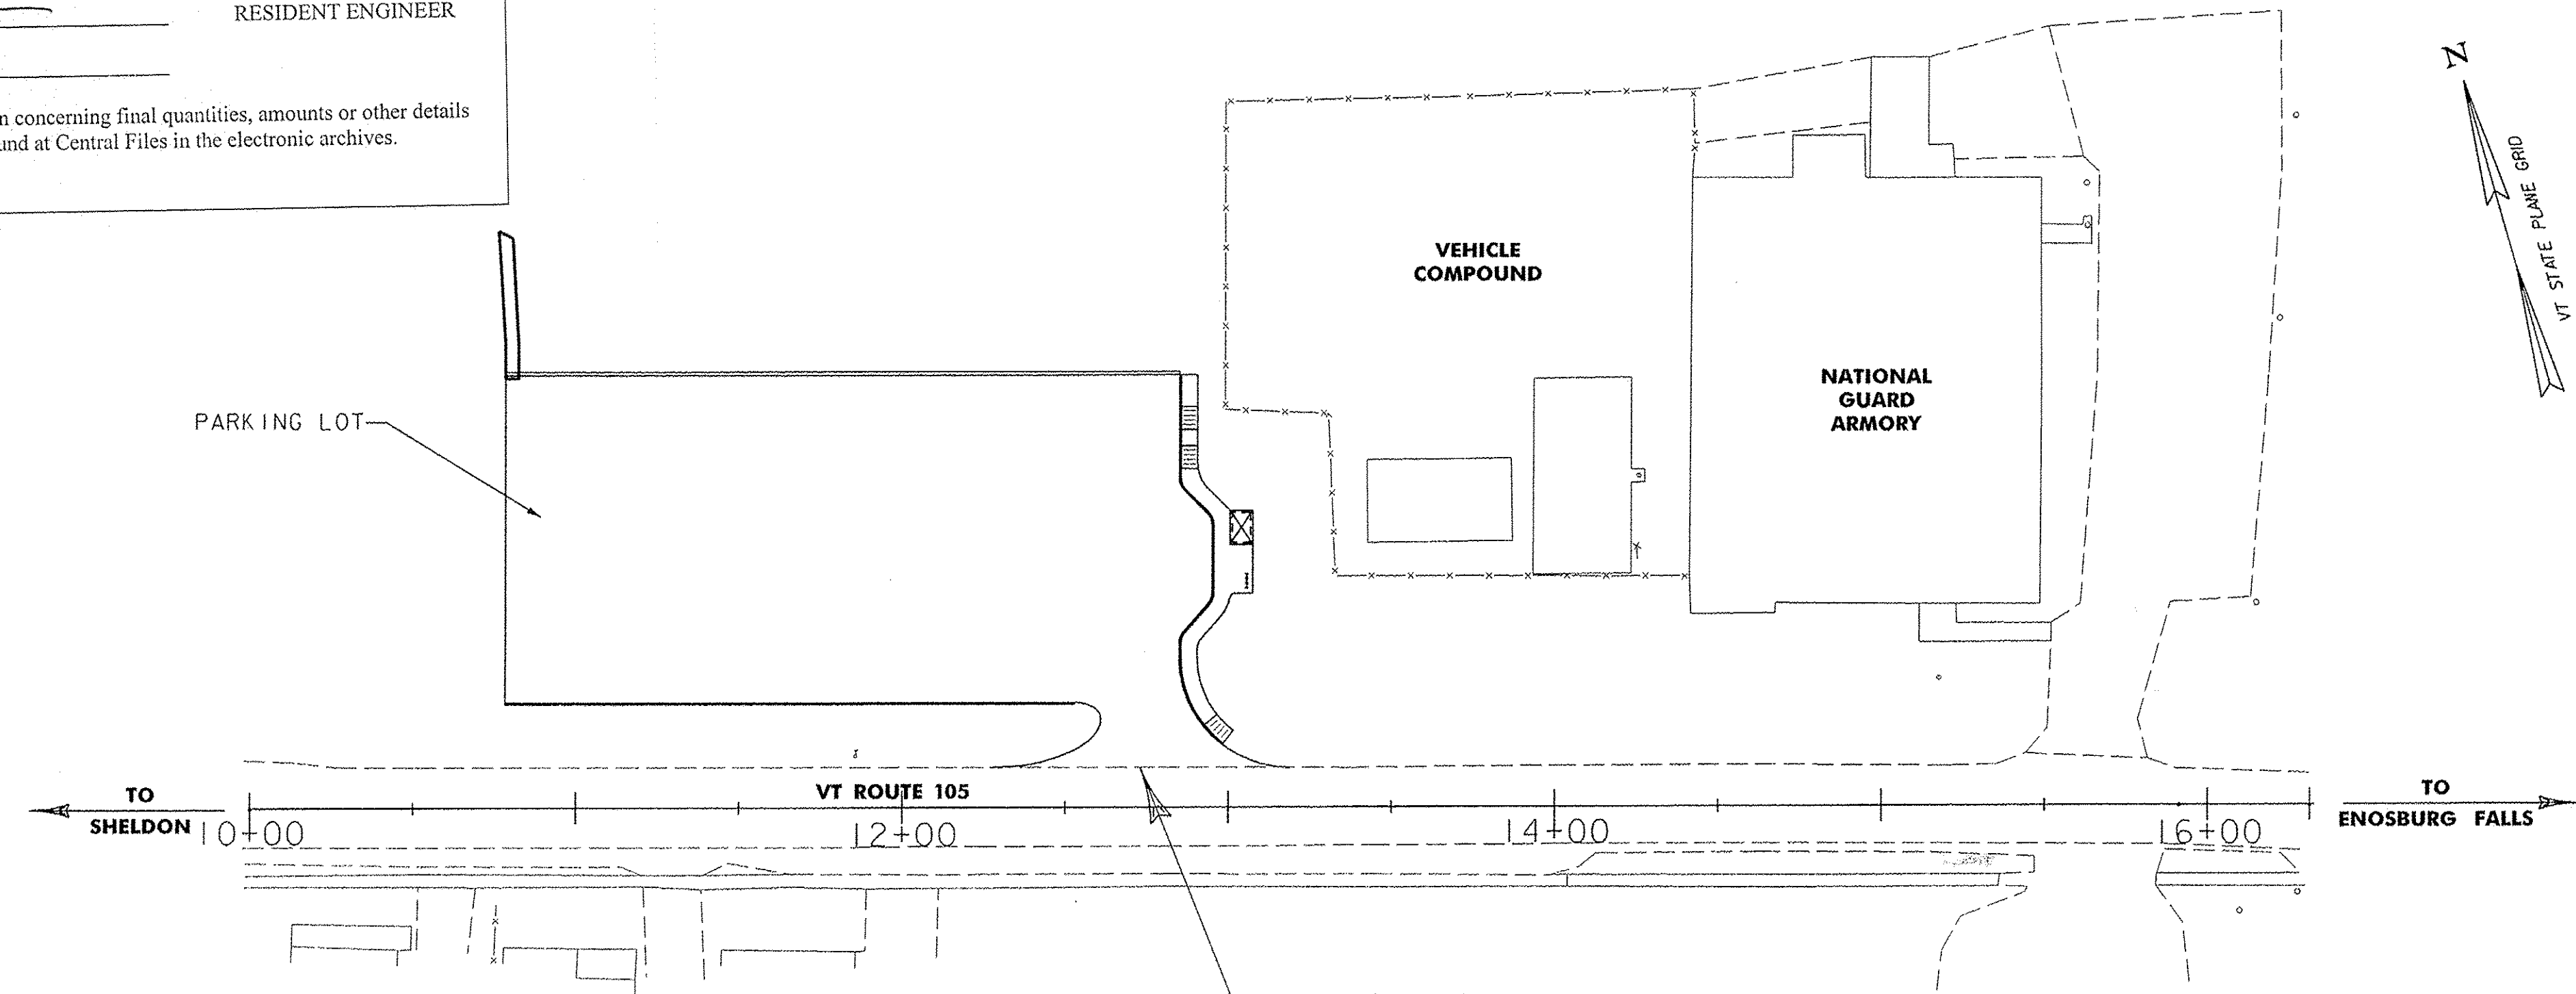 RESIDENT ENGINEER
n concerning final quantities, amounts or other details
und at Central Files in the electronic archives.
N
VT STATE PLANE GRID
VEHICLE
COMPOUND
NATIONAL
GUARD
ARMORY
PARKING LOT
VT ROUTE 105
TO
SHELDON
10+00
12+00
14+00
16+00
TO
ENOSBURG FALLS